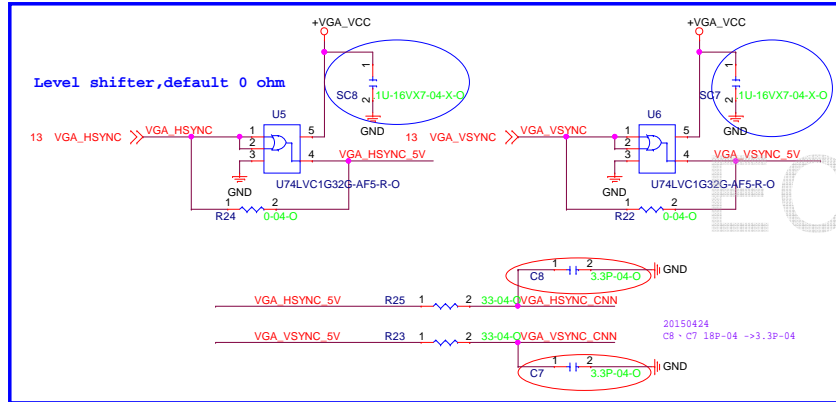 +VGA_VCC
+VGA_VCC
Level shifter,default 0 ohm
1
SC8
.1U-16VX7-04-X-O
2
GND
1
SC7
.1U-16VX7-04-X-O
2
GND
U5
U6
13 VGA_HSYNC VGA_HSYNC 1 5
2
3 4 VGA_HSYNC_5V
GND
U74LVC1G32G-AF5-R-O
1 2
R24 0-04-O
13 VGA_VSYNC VGA_VSYNC 1 5
2
3 4 VGA_VSYNC_5V
GND
U74LVC1G32G-AF5-R-O
1 2
R22 0-04-O
EC
1 2 GND
C8 3.3P-04-O
VGA_HSYNC_5V R25 1 2 33-04-O VGA_HSYNC_CNN
VGA_VSYNC_5V R23 1 2 33-04-O VGA_VSYNC_CNN
20150424
C8、C7 18P-04 ->3.3P-04
1 2 GND
C7 3.3P-04-O